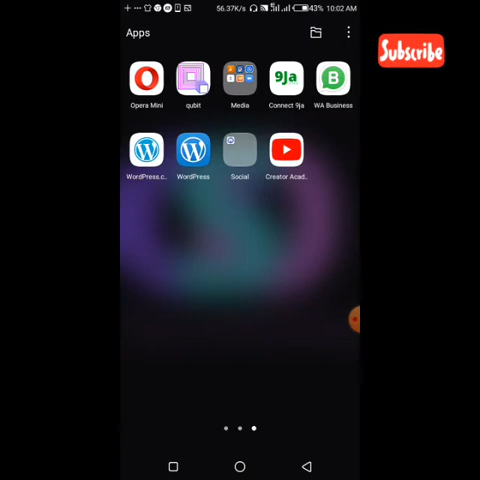 56.37K/s 43% 10:02 AM
Apps
Subscribe
9Ja
B
Opera Mini qubit Media Connect 9ja WA Business
WordPress.c.. WordPress Social Creator Acad..